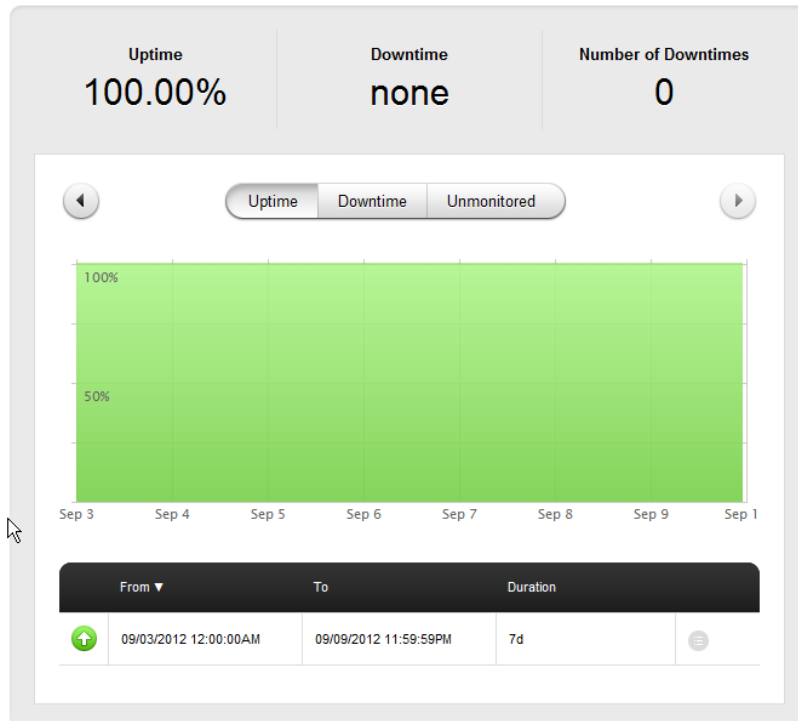 Uptime Downtime Number of Downtimes
100.00% none 0
Uptime Downtime Unmonitored
100%
50%
Sep 3 Sep 4 Sep 5 Sep 6 Sep 7 Sep 8 Sep 9 Sep 1
From ▼ To Duration
09/03/2012 12:00:00AM 09/09/2012 11:59:59PM 7d